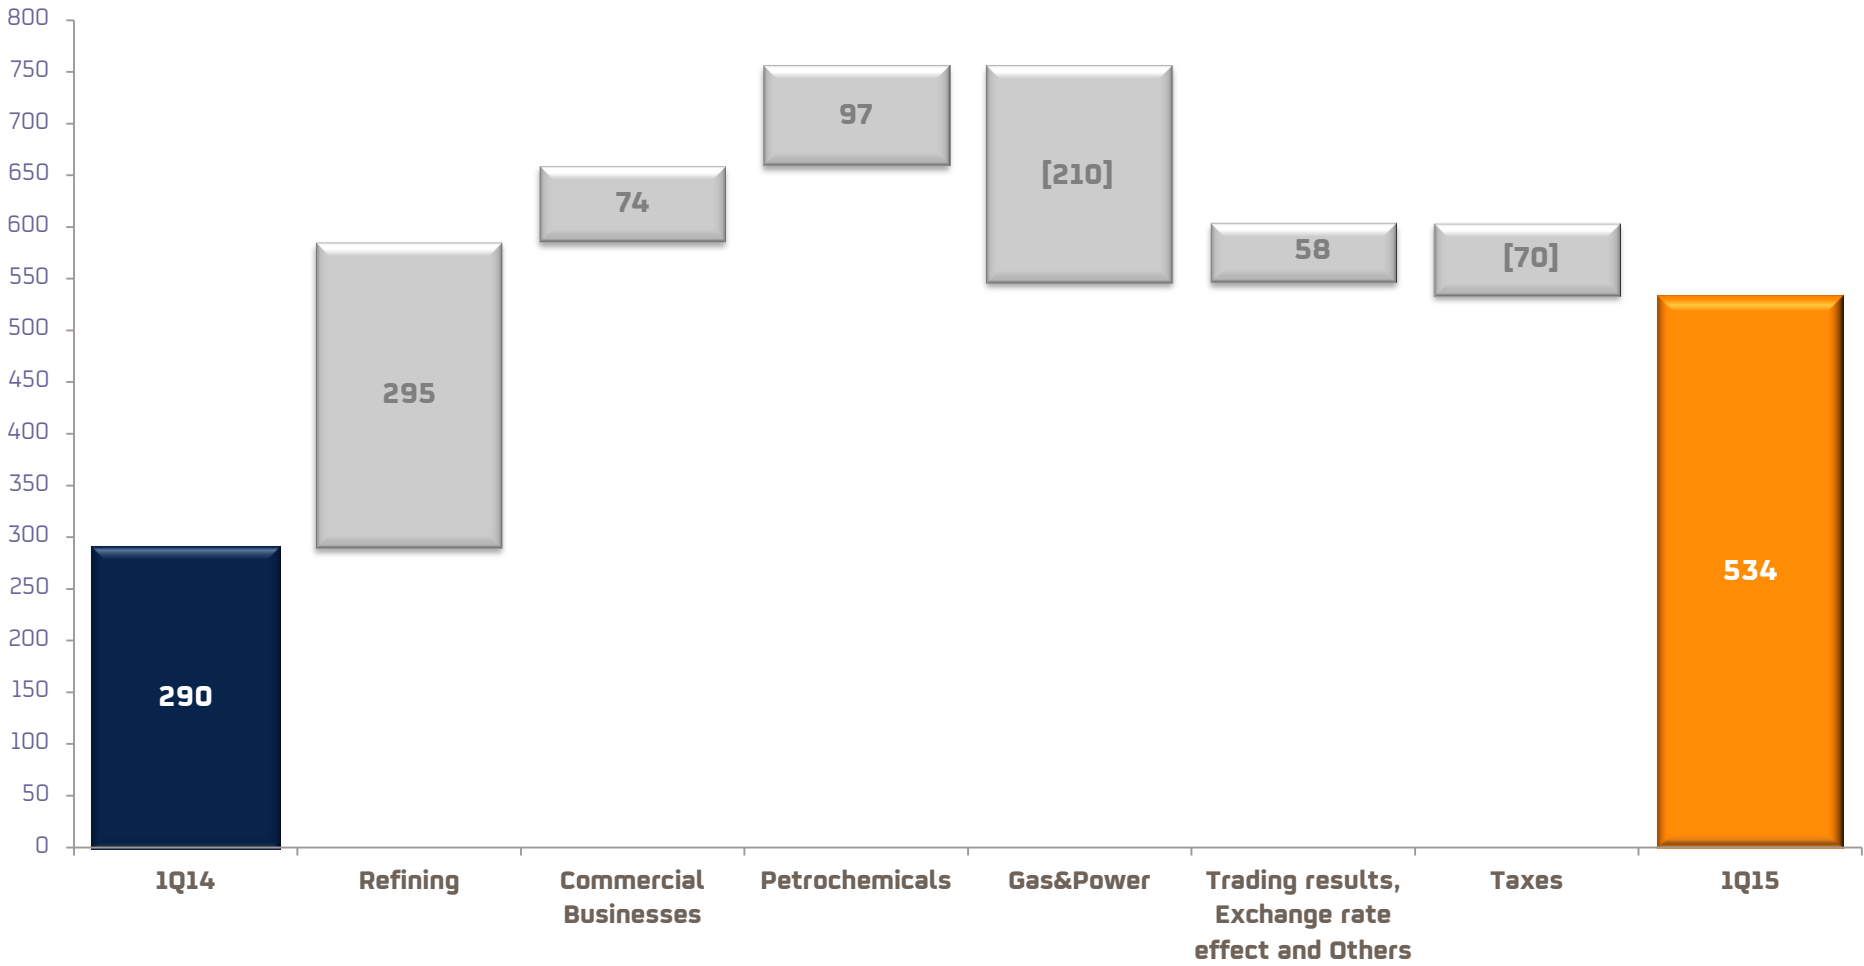 800
750
700
650
600
550
500
450
400
350
300
250
200
150
100
50
0
290
295
74
97
[210]
58
[70]
534
1Q14
Refining
Commercial
Businesses
Petrochemicals
Gas&Power
Trading results,
Exchange rate
effect and Others
Taxes
1Q15